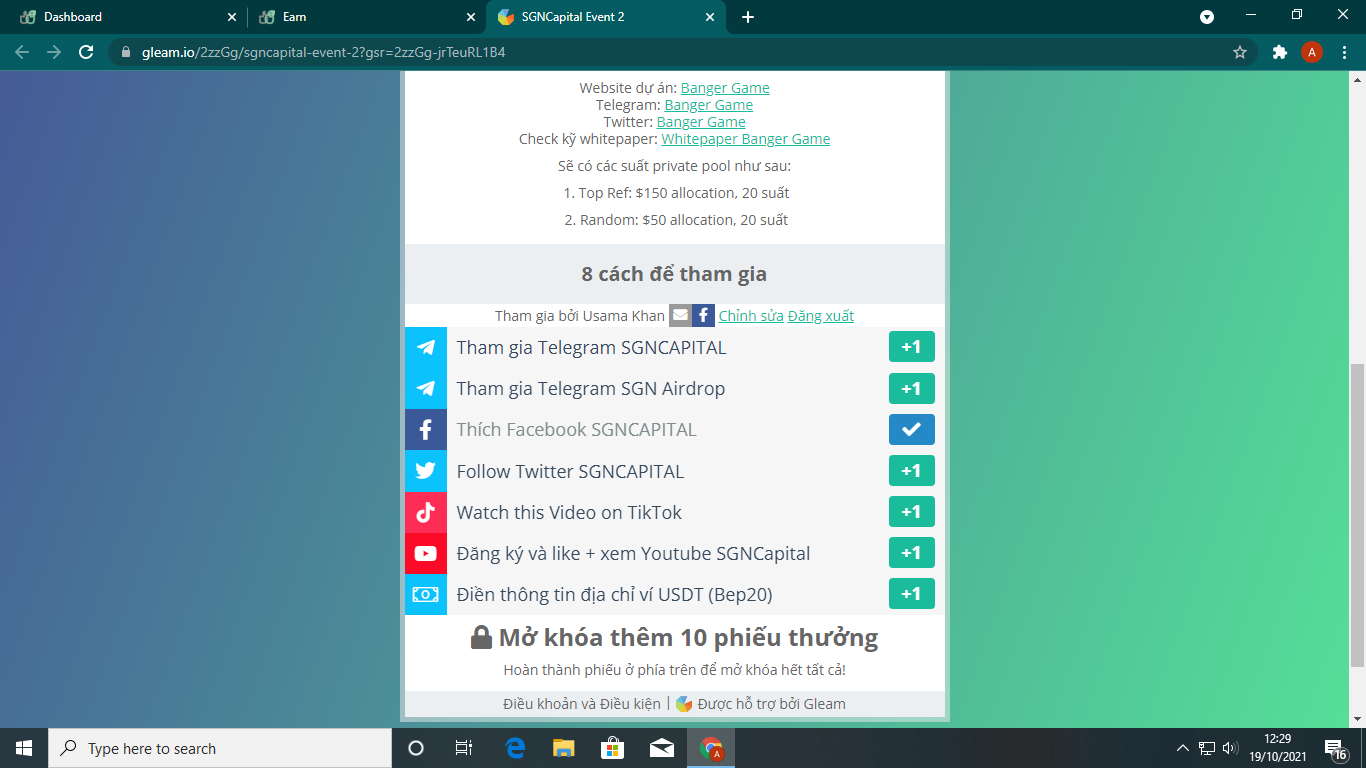 Dashboard
Earn
SGNCapital Event 2
gleam.io/2zzGg/sgncapital-event-2?gsr=2zzGg-jrTeuRL1B4
A
Website dự án: Banger Game
Telegram: Banger Game
Twitter: Banger Game
Check kỹ whitepaper: Whitepaper Banger Game
Sẽ có các suất private pool như sau:
1. Top Ref: $150 allocation, 20 suất
2. Random: $50 allocation, 20 suất
8 cách để tham gia
Tham gia bởi Usama Khan Chỉnh sửa Đăng xuất
Tham gia Telegram SGNCAPITAL +1
Tham gia Telegram SGN Airdrop +1
Thích Facebook SGNCAPITAL
Follow Twitter SGNCAPITAL +1
Watch this Video on TikTok +1
Đăng ký và like + xem Youtube SGNCapital +1
Điền thông tin địa chỉ ví USDT (Bep20) +1
Mở khóa thêm 10 phiếu thưởng
Hoàn thành phiếu ở phía trên để mở khóa hết tất cả!
Điều khoản và Điều kiện | Được hỗ trợ bởi Gleam
Type here to search
A
12:29
19/10/2021
16